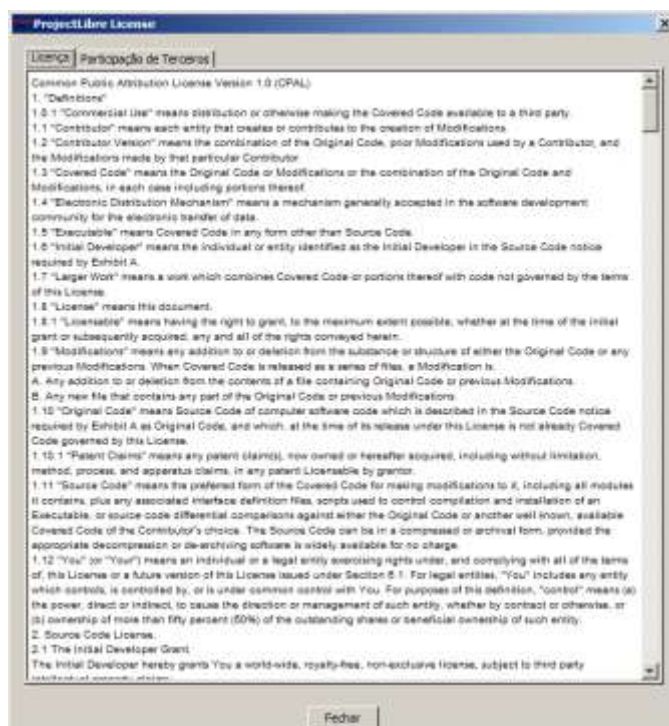 ProjectLibre License
Licença
Participação de Terceiros
Common Public Attribution License Version 1.0 (CPAL)
1. "Definitions"
1.0.1 "Commercial Use" means distribution or otherwise making the Covered Code available to a third party.
1.1 "Contributor" means each entity that creates or contributes to the creation of Modifications.
1.2 "Contributor Version" means the combination of the Original Code, prior Modifications used by a Contributor, and
the Modifications made by that particular Contributor.
1.3 "Covered Code" means the Original Code or Modifications or the combination of the Original Code and
Modifications, in each case including portions thereof.
1.4 "Electronic Distribution Mechanism" means a mechanism generally accepted in the software development
community for the electronic transfer of data.
1.5 "Executable" means Covered Code in any form other than Source Code.
1.6 "Initial Developer" means the individual or entity identified as the Initial Developer in the Source Code notice
required by Exhibit A.
1.7 "Larger Work" means a work which combines Covered Code or portions thereof with code not governed by the terms
of this License.
1.8 "License" means this document.
1.8.1 "Licensable" means having the right to grant, to the maximum extent possible, whether at the time of the initial
grant or subsequently acquired, any and all of the rights conveyed herein.
1.9 "Modifications" means any addition to or deletion from the substance or structure of either the Original Code or any
previous Modifications. When Covered Code is released as a series of files, a Modification is:
A. Any addition to or deletion from the contents of a file containing Original Code or previous Modifications.
B. Any new file that contains any part of the Original Code or previous Modifications.
1.10 "Original Code" means Source Code of computer software code which is described in the Source Code notice
required by Exhibit A as Original Code, and which, at the time of its release under this License is not already Covered
Code governed by this License.
1.10.1 "Patent Claims" means any patent claim(s), now owned or hereafter acquired, including without limitation,
method, process, and apparatus claims, in any patent Licensable by grantor.
1.11 "Source Code" means the preferred form of the Covered Code for making modifications to it, including all modules
it contains, plus any associated interface definition files, scripts used to control compilation and installation of an
Executable, or source code differential comparisons against either the Original Code or another well known, available
Covered Code of the Contributor's choice. The Source Code can be in a compressed or archival form, provided the
appropriate decompression or de-archiving software is widely available for no charge.
1.12 "You" (or "Your") means an individual or a legal entity exercising rights under, and complying with all of the terms
of, this License or a future version of this License issued under Section 6.1. For legal entities, "You" includes any entity
which controls, is controlled by, or is under common control with You. For purposes of this definition, "control" means (a)
the power, direct or indirect, to cause the direction or management of such entity, whether by contract or otherwise, or
(b) ownership of more than fifty percent (50%) of the outstanding shares or beneficial ownership of such entity.
2. Source Code License.
2.1 The Initial Developer Grant.
The Initial Developer hereby grants You a world-wide, royalty-free, non-exclusive license, subject to third party
Fechar